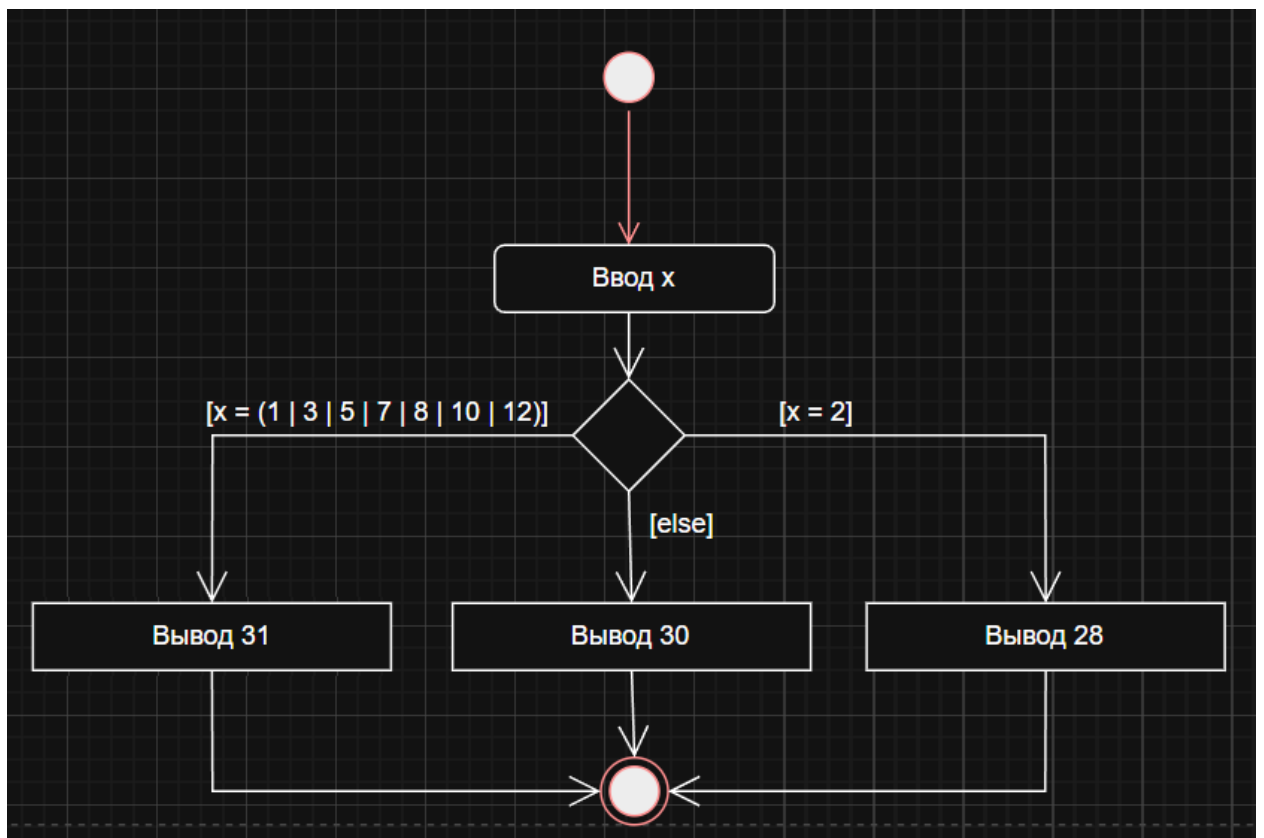 Ввод x
[x = (1 | 3 | 5 | 7 | 8 | 10 | 12)]
[x = 2]
[else]
Вывод 31
Вывод 30
Вывод 28